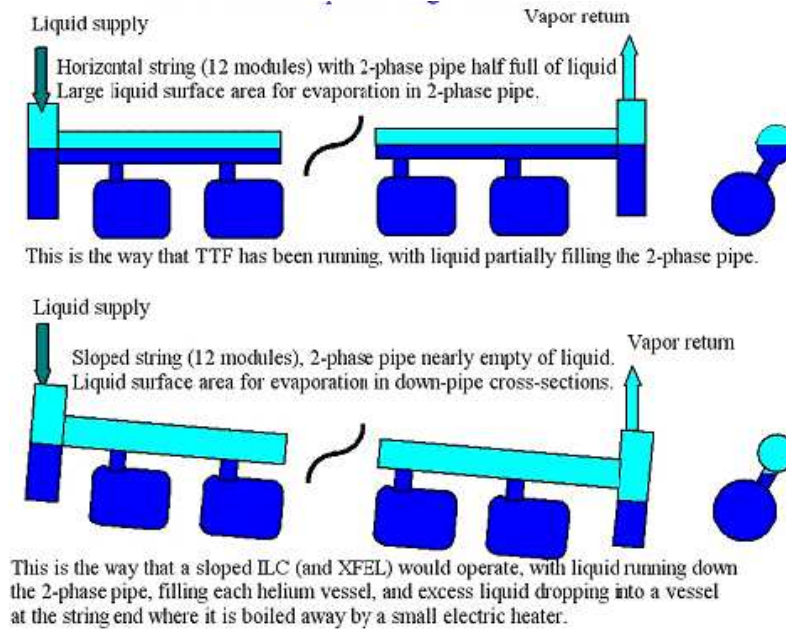 Liquid supply
Vapor return
Horizontal string (12 modules) with 2-phase pipe half full of liquid
Large liquid surface area for evaporation in 2-phase pipe.
This is the way that TTF has been running, with liquid partially filling the 2-phase pipe.
Liquid supply
Vapor return
Sloped string (12 modules), 2-phase pipe nearly empty of liquid.
Liquid surface area for evaporation in down-pipe cross-sections.
This is the way that a sloped ILC (and XFEL) would operate, with liquid running down
the 2-phase pipe, filling each helium vessel, and excess liquid dropping into a vessel
at the string end where it is boiled away by a small electric heater.